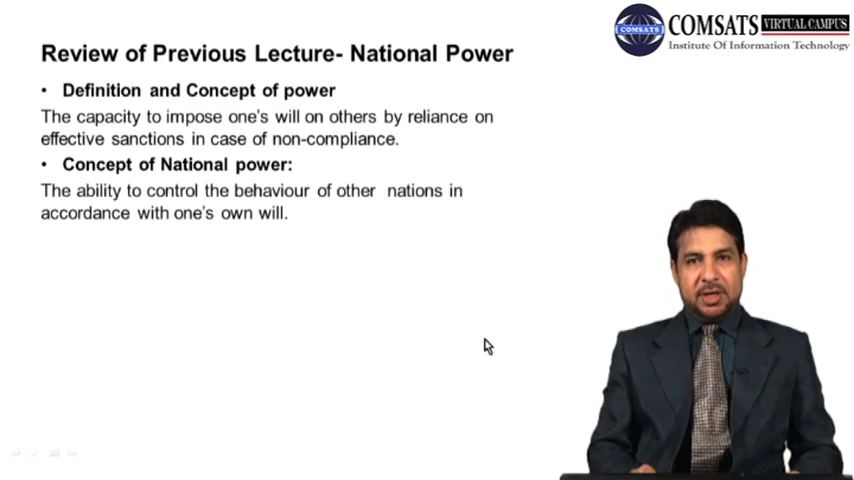 COMSATS VIRTUAL CAMPUS
COMSATS
Institute Of Information Technology
Review of Previous Lecture- National Power
• Definition and Concept of power
The capacity to impose one's will on others by reliance on
effective sanctions in case of non-compliance.
• Concept of National power:
The ability to control the behaviour of other nations in
accordance with one's own will.